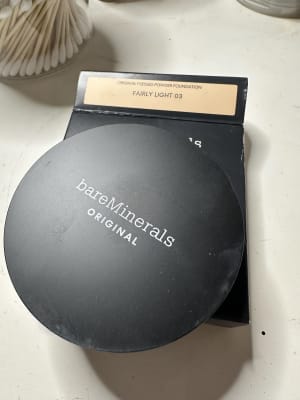 ORIGINAL PRESSED POWDER FOUNDATION
FAIRLY LIGHT 03
bareMinerals
ORIGINAL